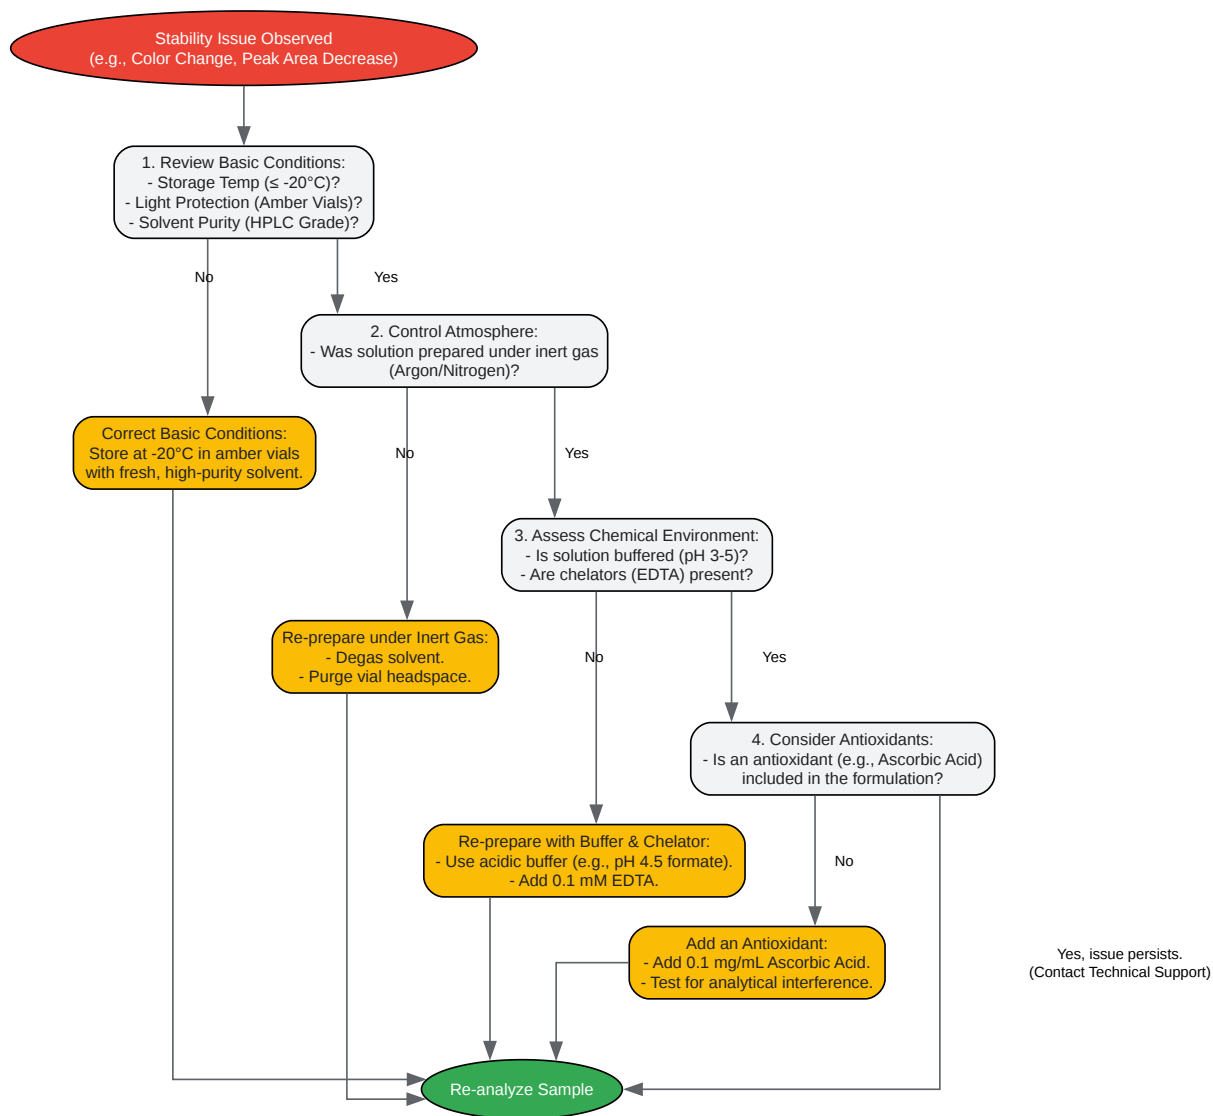 Stability Issue Observed
(e.g., Color Change, Peak Area Decrease)
1. Review Basic Conditions:
- Storage Temp (≤ -20°C)?
- Light Protection (Amber Vials)?
- Solvent Purity (HPLC Grade)?
No
Yes
2. Control Atmosphere:
- Was solution prepared under inert gas
(Argon/Nitrogen)?
Correct Basic Conditions:
Store at -20°C in amber vials
with fresh, high-purity solvent.
No
Yes
3. Assess Chemical Environment:
- Is solution buffered (pH 3-5)?
- Are chelators (EDTA) present?
Re-prepare under Inert Gas:
- Degas solvent.
- Purge vial headspace.
No
Yes
4. Consider Antioxidants:
- Is an antioxidant (e.g., Ascorbic Acid)
included in the formulation?
Re-prepare with Buffer & Chelator:
- Use acidic buffer (e.g., pH 4.5 formate).
- Add 0.1 mM EDTA.
No
Add an Antioxidant:
- Add 0.1 mg/mL Ascorbic Acid.
- Test for analytical interference.
Yes, issue persists.
(Contact Technical Support)
Re-analyze Sample